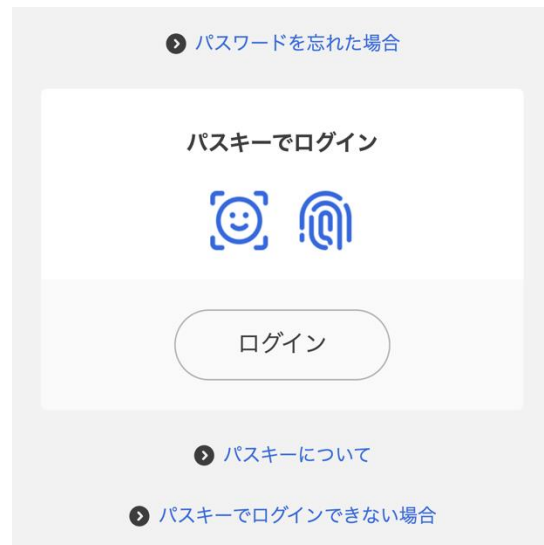 パスワードを忘れた場合
パスキーでログイン
ログイン
パスキーについて
パスキーでログインできない場合